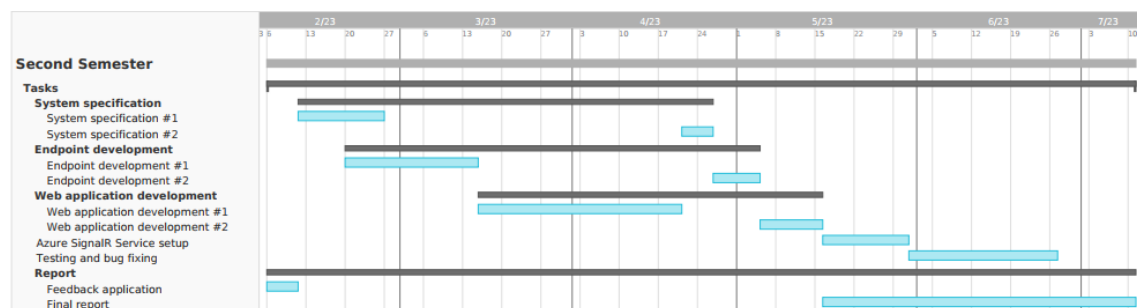 2/23 3/23 4/23 5/23 6/23 7/23
3 6 13 20 27 6 13 20 27 3 10 17 24 1 8 15 22 29 5 12 19 26 3 10
Second Semester
Tasks
System specification
System specification #1
System specification #2
Endpoint development
Endpoint development #1
Endpoint development #2
Web application development
Web application development #1
Web application development #2
Azure SignalR Service setup
Testing and bug fixing
Report
Feedback application
Final report